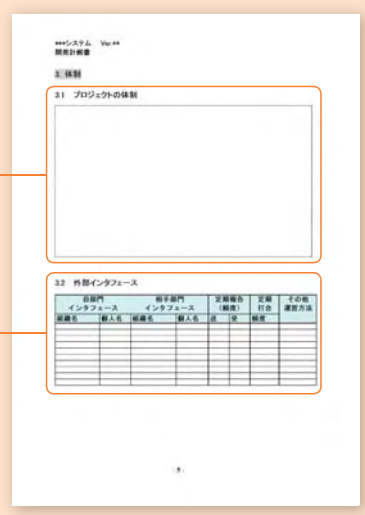 ***システム Ver.**
開発計画書
3. 体制
3.1 プロジェクトの体制
3.2 外部インタフェース
自部門 相手部門 定期報告 定期 その他
インタフェース インタフェース (頻度) 打合 運営方法
組織名 個人名 組織名 個人名 送 受 頻度
- 9 -